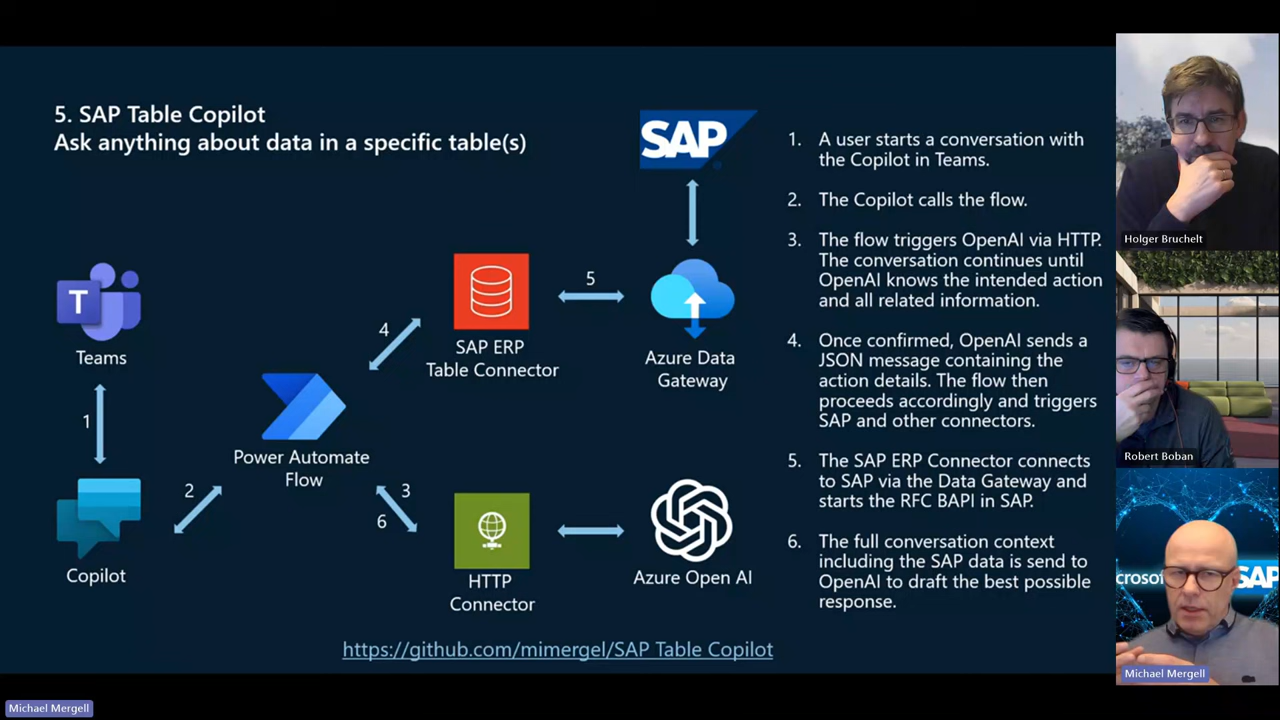 5. SAP Table Copilot
Ask anything about data in a specific table(s)
SAP
T
Teams
1
Copilot
2
Power Automate
Flow
4
SAP ERP
Table Connector
5
Azure Data
Gateway
3
6
HTTP
Connector
Azure Open AI
https://github.com/mimergel/SAP Table Copilot
1. A user starts a conversation with
the Copilot in Teams.
2. The Copilot calls the flow.
3. The flow triggers OpenAI via HTTP.
The conversation continues until
OpenAI knows the intended action
and all related information.
4. Once confirmed, OpenAI sends a
JSON message containing the
action details. The flow then
proceeds accordingly and triggers
SAP and other connectors.
5. The SAP ERP Connector connects
to SAP via the Data Gateway and
starts the RFC BAPI in SAP.
6. The full conversation context
including the SAP data is send to
OpenAI to draft the best possible
response.
Holger Bruchelt
Robert Boban
crosof
SAP
Michael Mergell
Michael Mergell